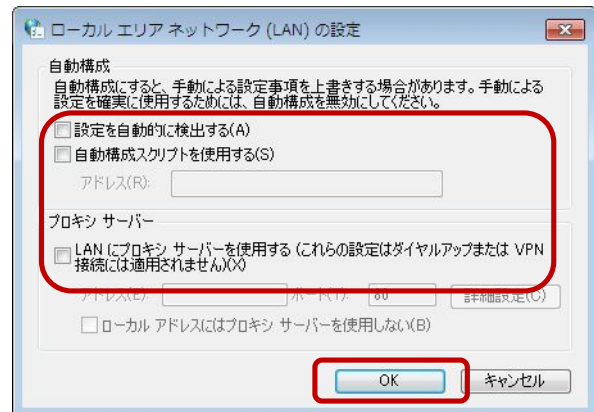 ローカル エリア ネットワーク (LAN) の設定
自動構成
自動構成にすると、手動による設定事項を上書きする場合があります。手動による
設定を確実に使用するためには、自動構成を無効にしてください。
設定を自動的に検出する(A)
自動構成スクリプトを使用する(S)
アドレス(R):
プロキシ サーバー
LAN にプロキシ サーバーを使用する (これらの設定はダイヤルアップまたは VPN
接続には適用されません)(X)
アドレス(E): ポート(T): 80 詳細設定(C)
ローカル アドレスにはプロキシ サーバーを使用しない(B)
OK キャンセル